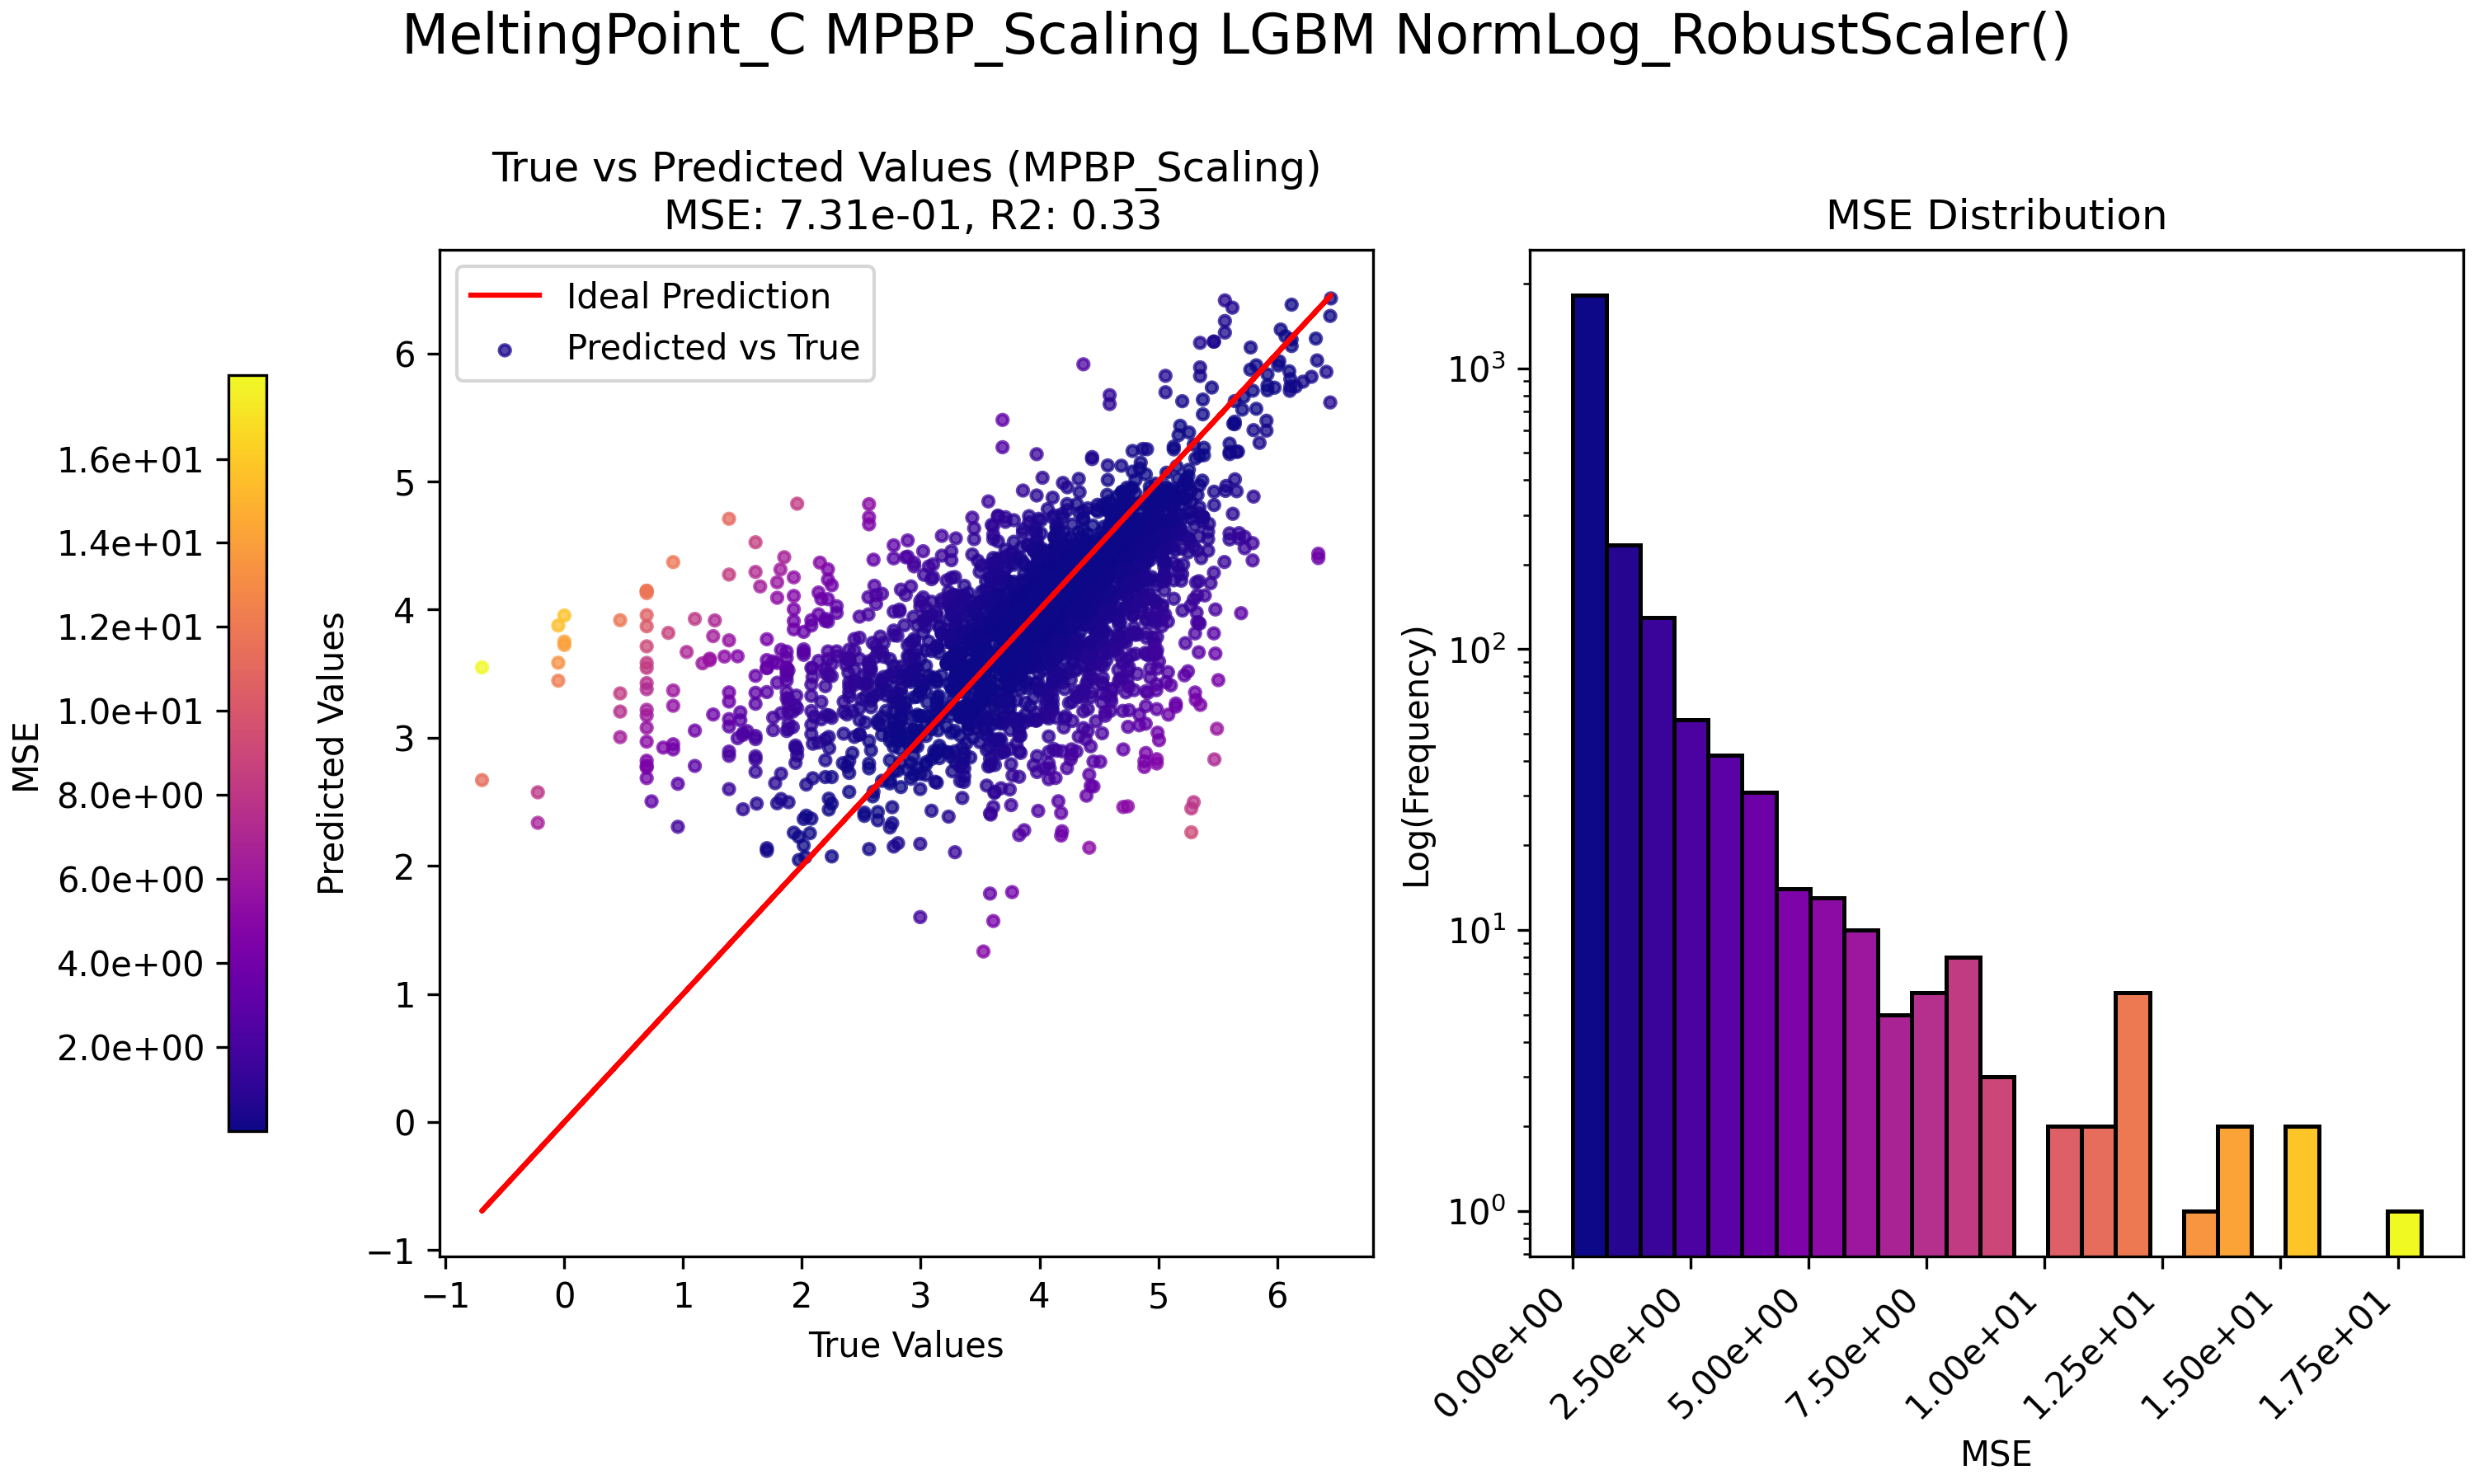 MeltingPoint_C MPBP_Scaling LGBM NormLog_RobustScaler()
True vs Predicted Values (MPBP_Scaling)
MSE: 7.31e-01, R2: 0.33
Ideal Prediction
Predicted vs True
MSE
1.6e+01
1.4e+01
1.2e+01
1.0e+01
8.0e+00
6.0e+00
4.0e+00
2.0e+00
Predicted Values
6
5
4
3
2
1
0
−1
−1 0 1 2 3 4 5 6
True Values
MSE Distribution
Log(Frequency)
10³
10²
10¹
10⁰
0.00e+00
2.50e+00
5.00e+00
7.50e+00
1.00e+01
1.25e+01
1.50e+01
1.75e+01
MSE